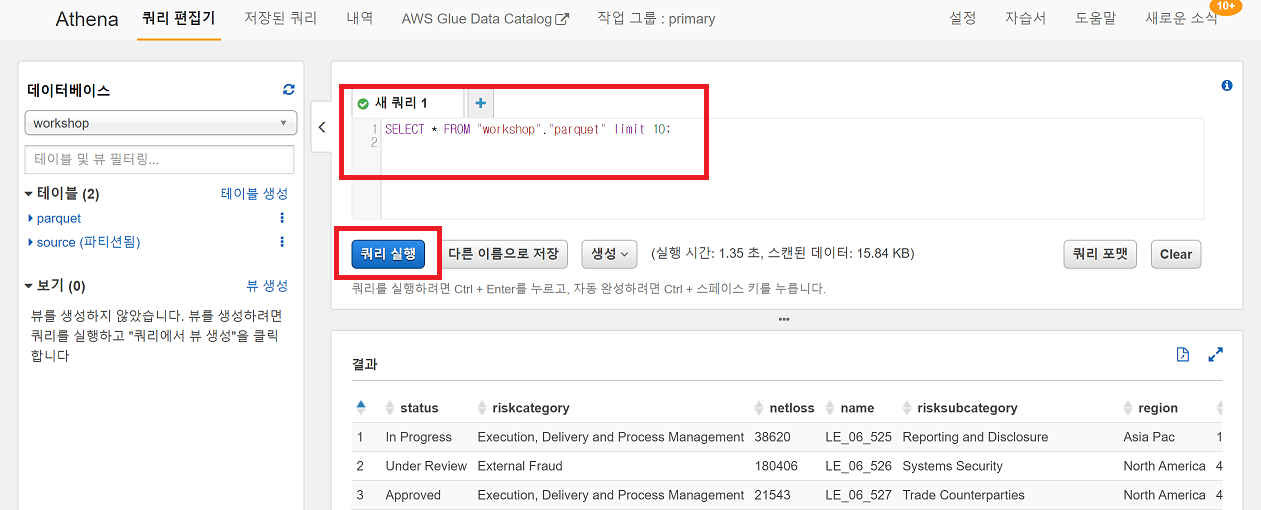 Athena 쿼리 편집기 저장된 쿼리 내역 AWS Glue Data Catalog 작업 그룹 : primary 설정 자습서 도움말 새로운 소식 10+
데이터베이스
workshop
테이블 및 뷰 필터링...
테이블 (2) 테이블 생성
parquet
source (파티션됨)
보기 (0) 뷰 생성
뷰를 생성하지 않았습니다. 뷰를 생성하려면
쿼리를 실행하고 "쿼리에서 뷰 생성"을 클릭
합니다
새 쿼리 1
1 SELECT * FROM "workshop"."parquet" limit 10;
2
쿼리 실행 다른 이름으로 저장 생성 (실행 시간: 1.35 초, 스캔된 데이터: 15.84 KB) 쿼리 포맷 Clear
쿼리를 실행하려면 Ctrl + Enter를 누르고, 자동 완성하려면 Ctrl + 스페이스 키를 누릅니다.
결과
status riskcategory netloss name risksubcategory region
1 In Progress Execution, Delivery and Process Management 38620 LE_06_525 Reporting and Disclosure Asia Pac 1
2 Under Review External Fraud 180406 LE_06_526 Systems Security North America 4
3 Approved Execution, Delivery and Process Management 21543 LE_06_527 Trade Counterparties North America 4